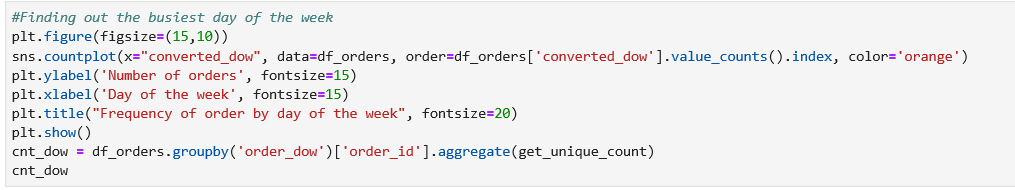 #Finding out the busiest day of the week
plt.figure(figsize=(15,10))
sns.countplot(x="converted_dow", data=df_orders, order=df_orders['converted_dow'].value_counts().index, color='orange')
plt.ylabel('Number of orders', fontsize=15)
plt.xlabel('Day of the week', fontsize=15)
plt.title("Frequency of order by day of the week", fontsize=20)
plt.show()
cnt_dow = df_orders.groupby('order_dow')['order_id'].aggregate(get_unique_count)
cnt_dow